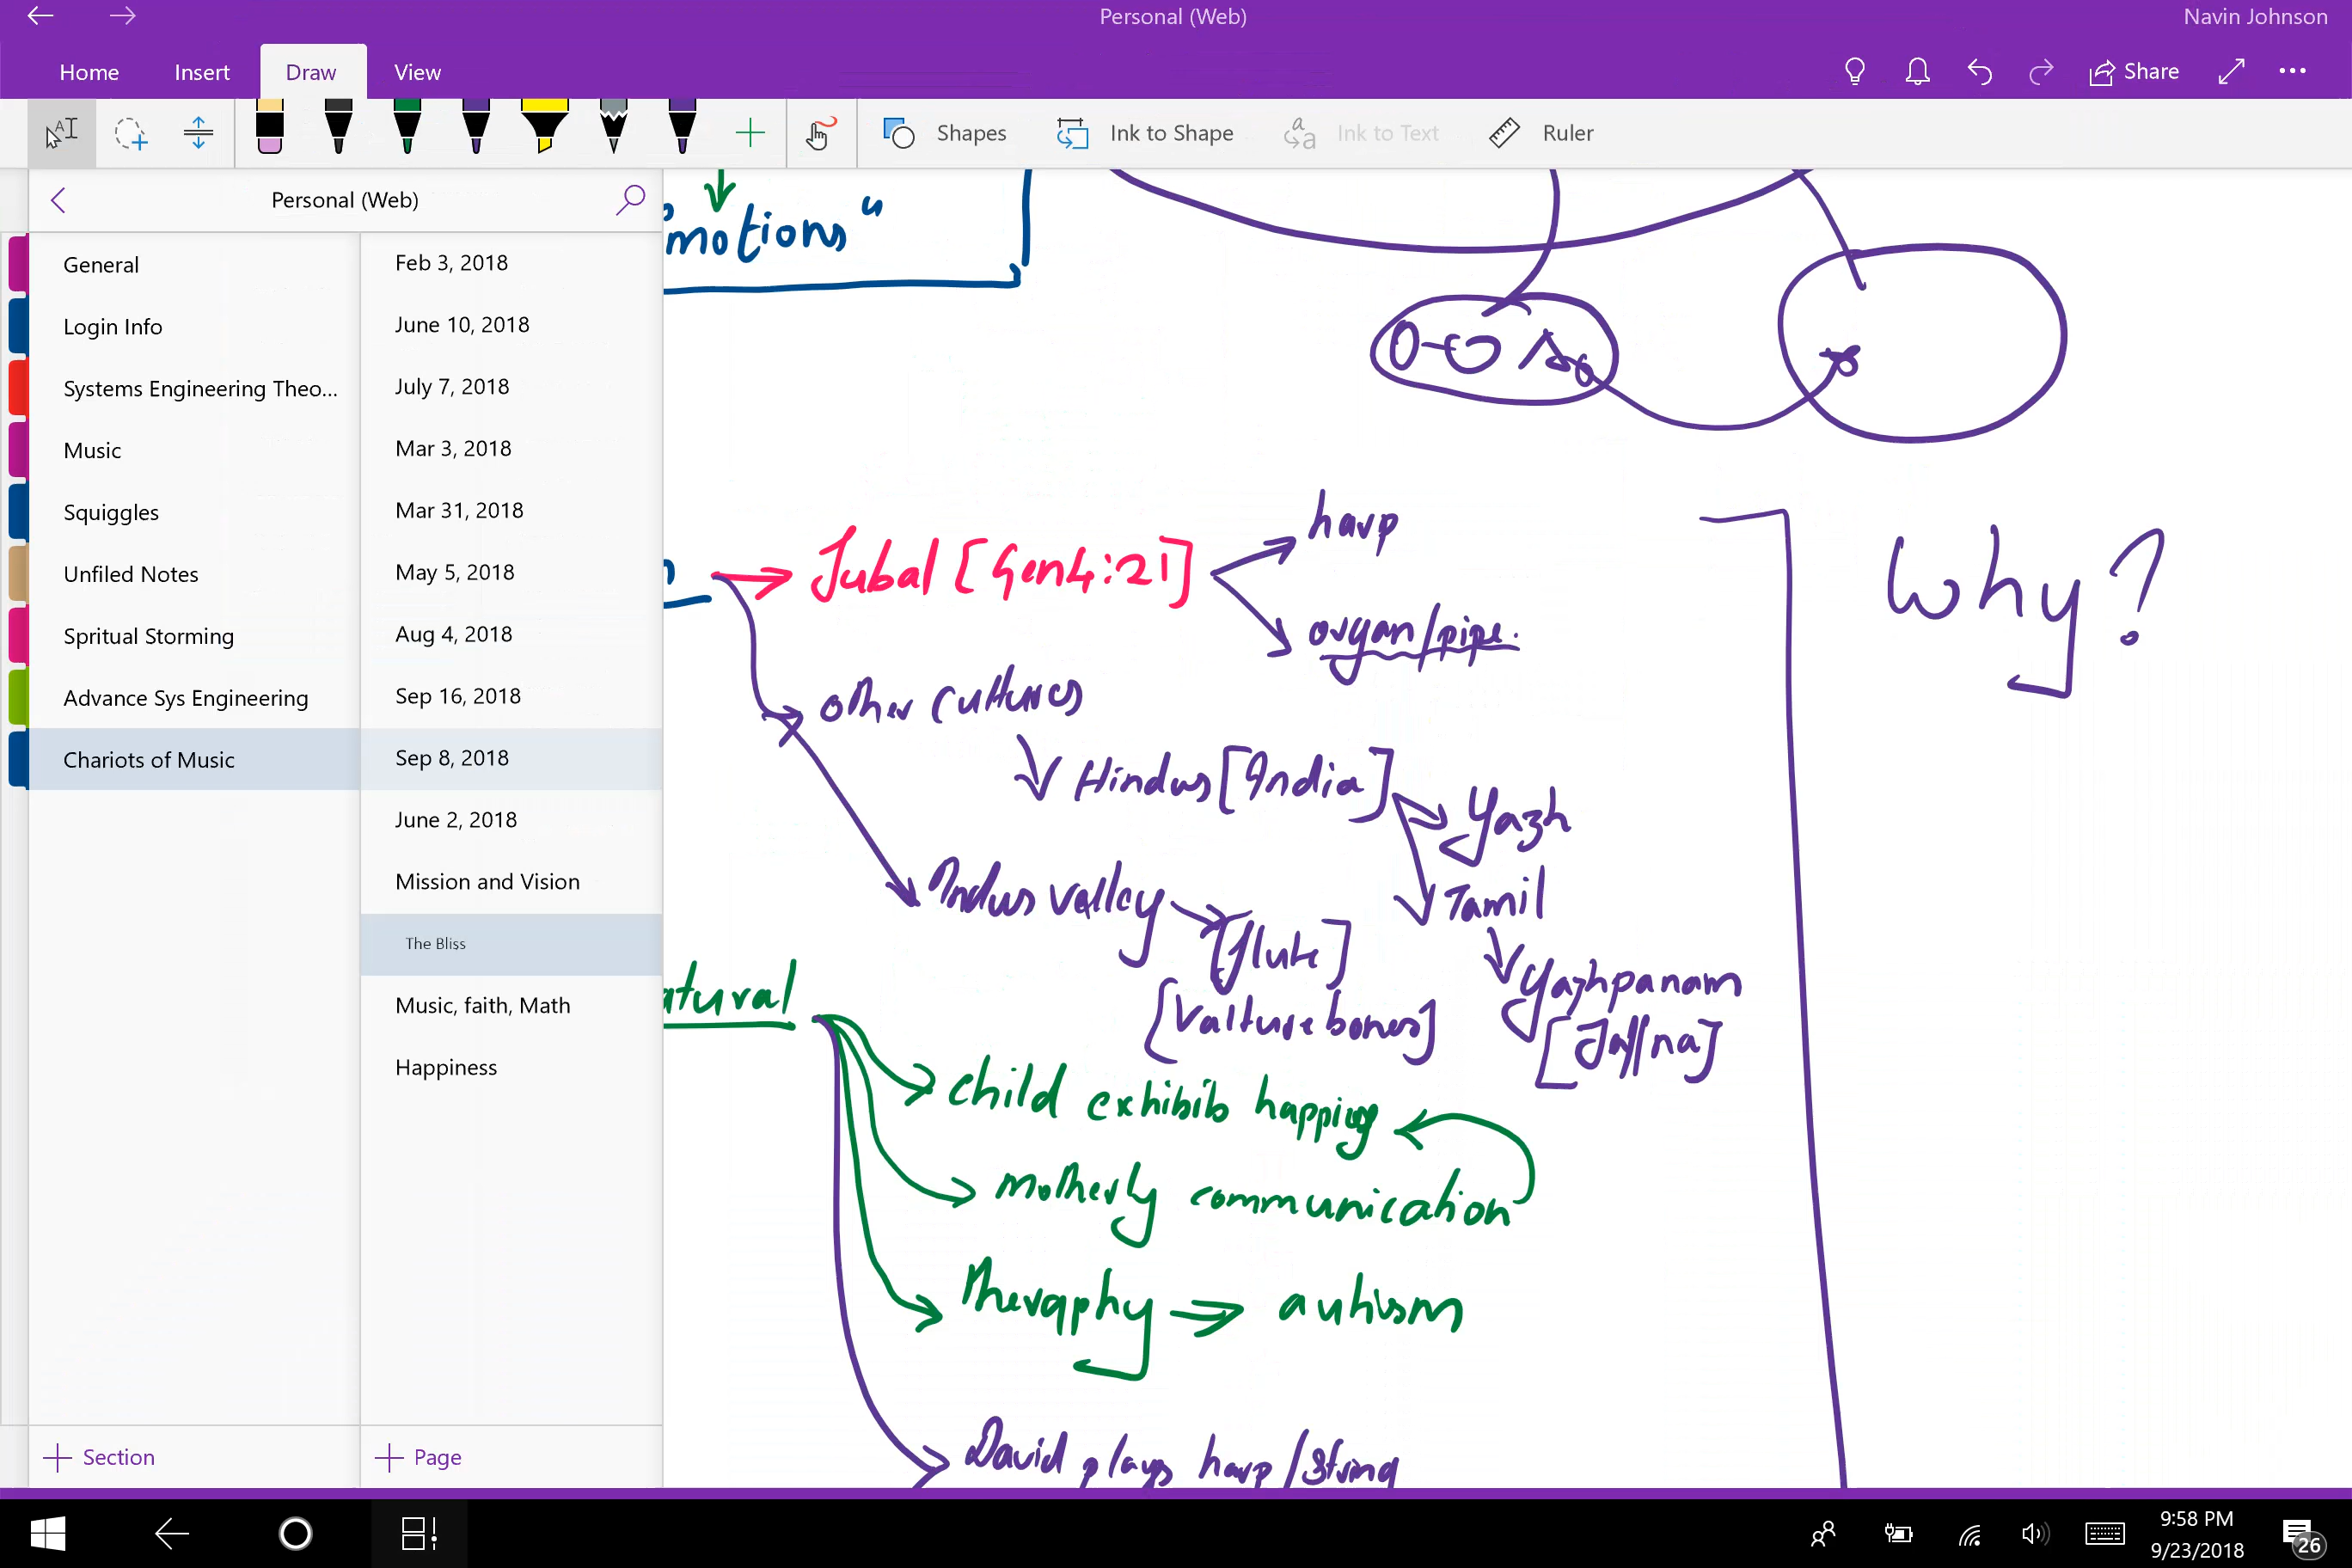 Personal (Web)
Navin Johnson
Home
Insert
Draw
View
Share
Shapes
Ink to Shape
Ink to Text
Ruler
Personal (Web)
General
Login Info
Systems Engineering Theo...
Music
Squiggles
Unfiled Notes
Spritual Storming
Advance Sys Engineering
Chariots of Music
Section
Feb 3, 2018
June 10, 2018
July 7, 2018
Mar 3, 2018
Mar 31, 2018
May 5, 2018
Aug 4, 2018
Sep 16, 2018
Sep 8, 2018
June 2, 2018
Mission and Vision
The Bliss
Music, faith, Math
Happiness
Page
motions"
Jubal [Gen4:21]
harp
organ/pipe.
Why?
other cultures
Hindus [India]
Yazh
Tamil
Yazhpanam
[Jaffna]
Indus valley
[flute]
[Valture bones]
atural
child exhibits
motherly communication
Theraphy → autism
David plays harp/string
9:58 PM
9/23/2018
26